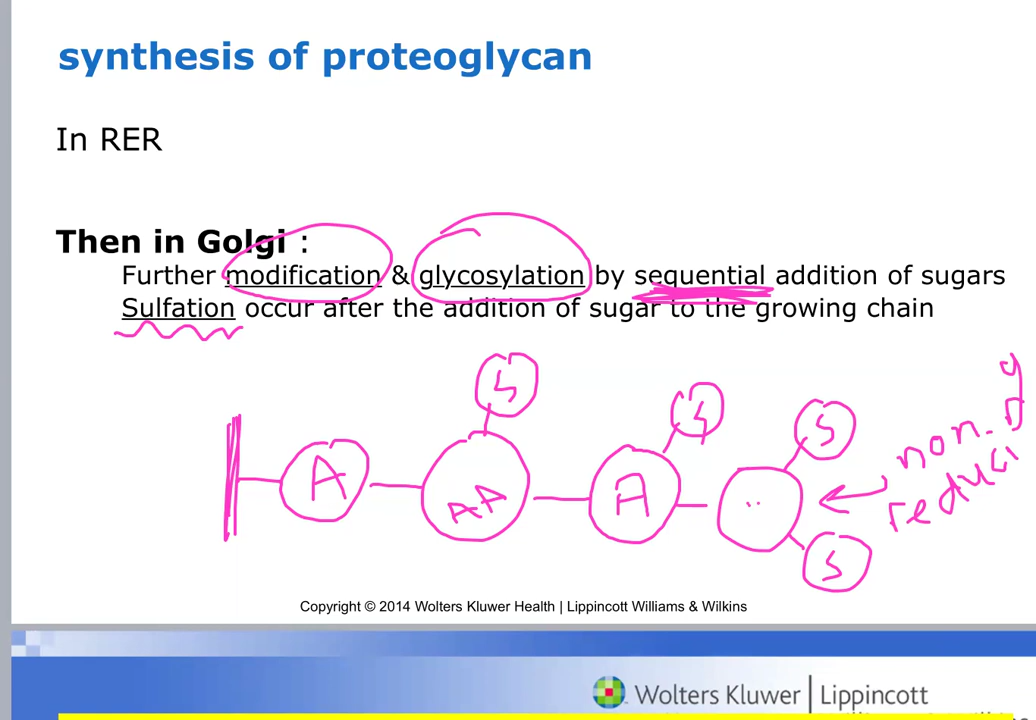 synthesis of proteoglycan
In RER
Then in Golgi :
Further modification & glycosylation by sequential addition of sugars
Sulfation occur after the addition of sugar to the growing chain
S
S
S
non.
A
AA
A
..
S
Copyright © 2014 Wolters Kluwer Health | Lippincott Williams & Wilkins
Wolters Kluwer | Lippincott